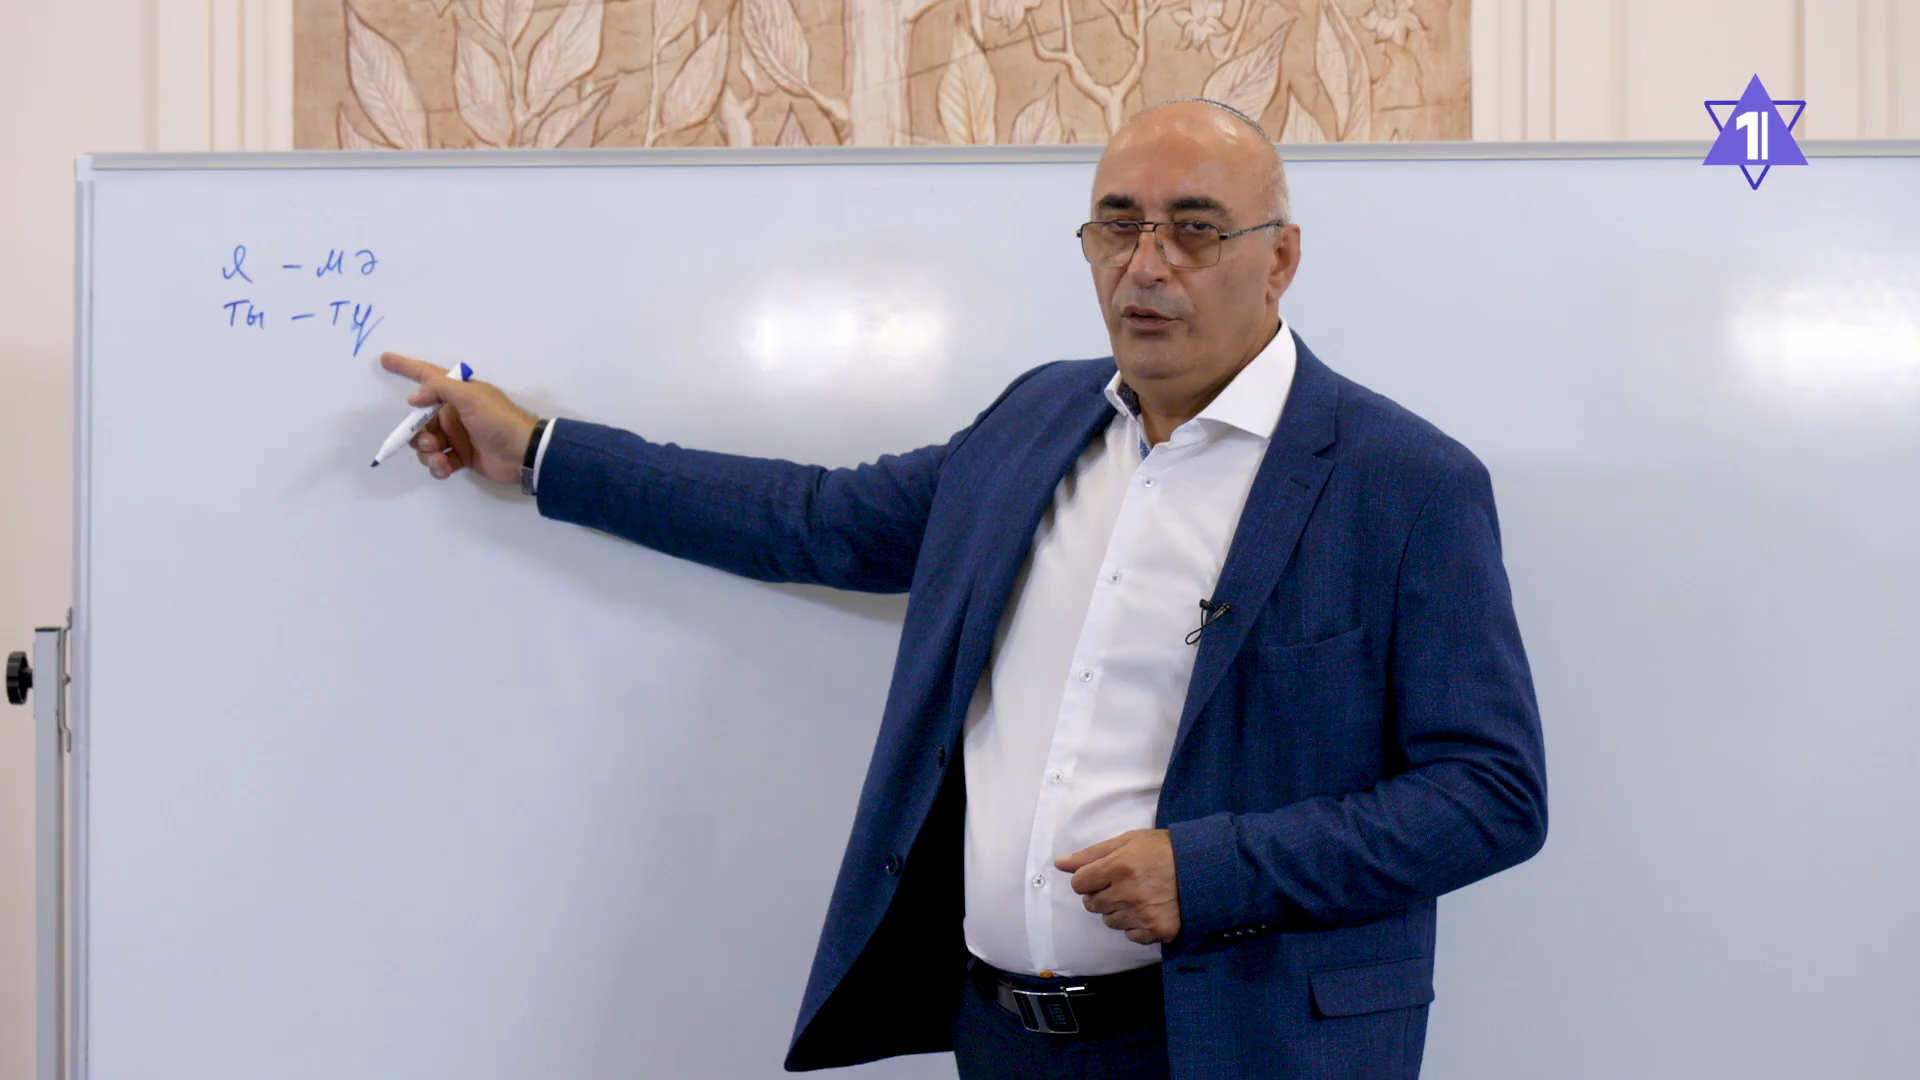 Я – мә
ты – ту